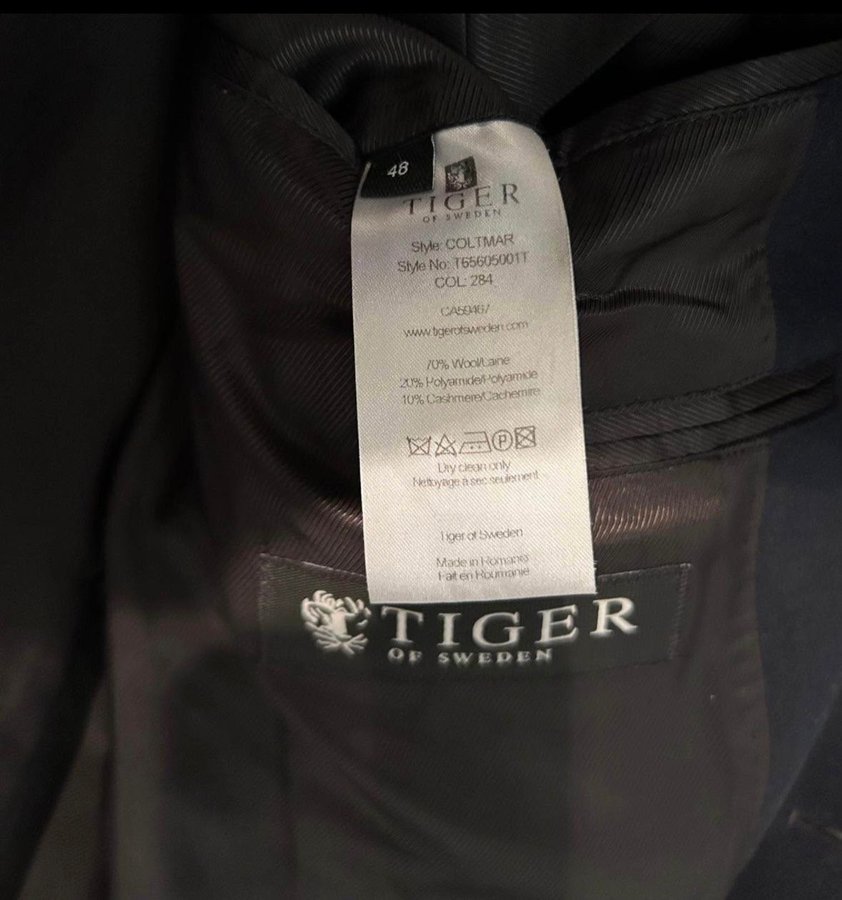 48
TIGER
OF SWEDEN
Style: COLTMAR
Style No: T65605001T
COL: 284
CA59467
www.tigerofsweden.com
70% Wool/Laine
20% Polyamide/Polyamide
10% Cashmere/Cachemire
P
Dry clean only
Nettoyage à sec seulement
Tiger of Sweden
Made in Romania
Fait en Roumanie
TIGER
OF SWEDEN